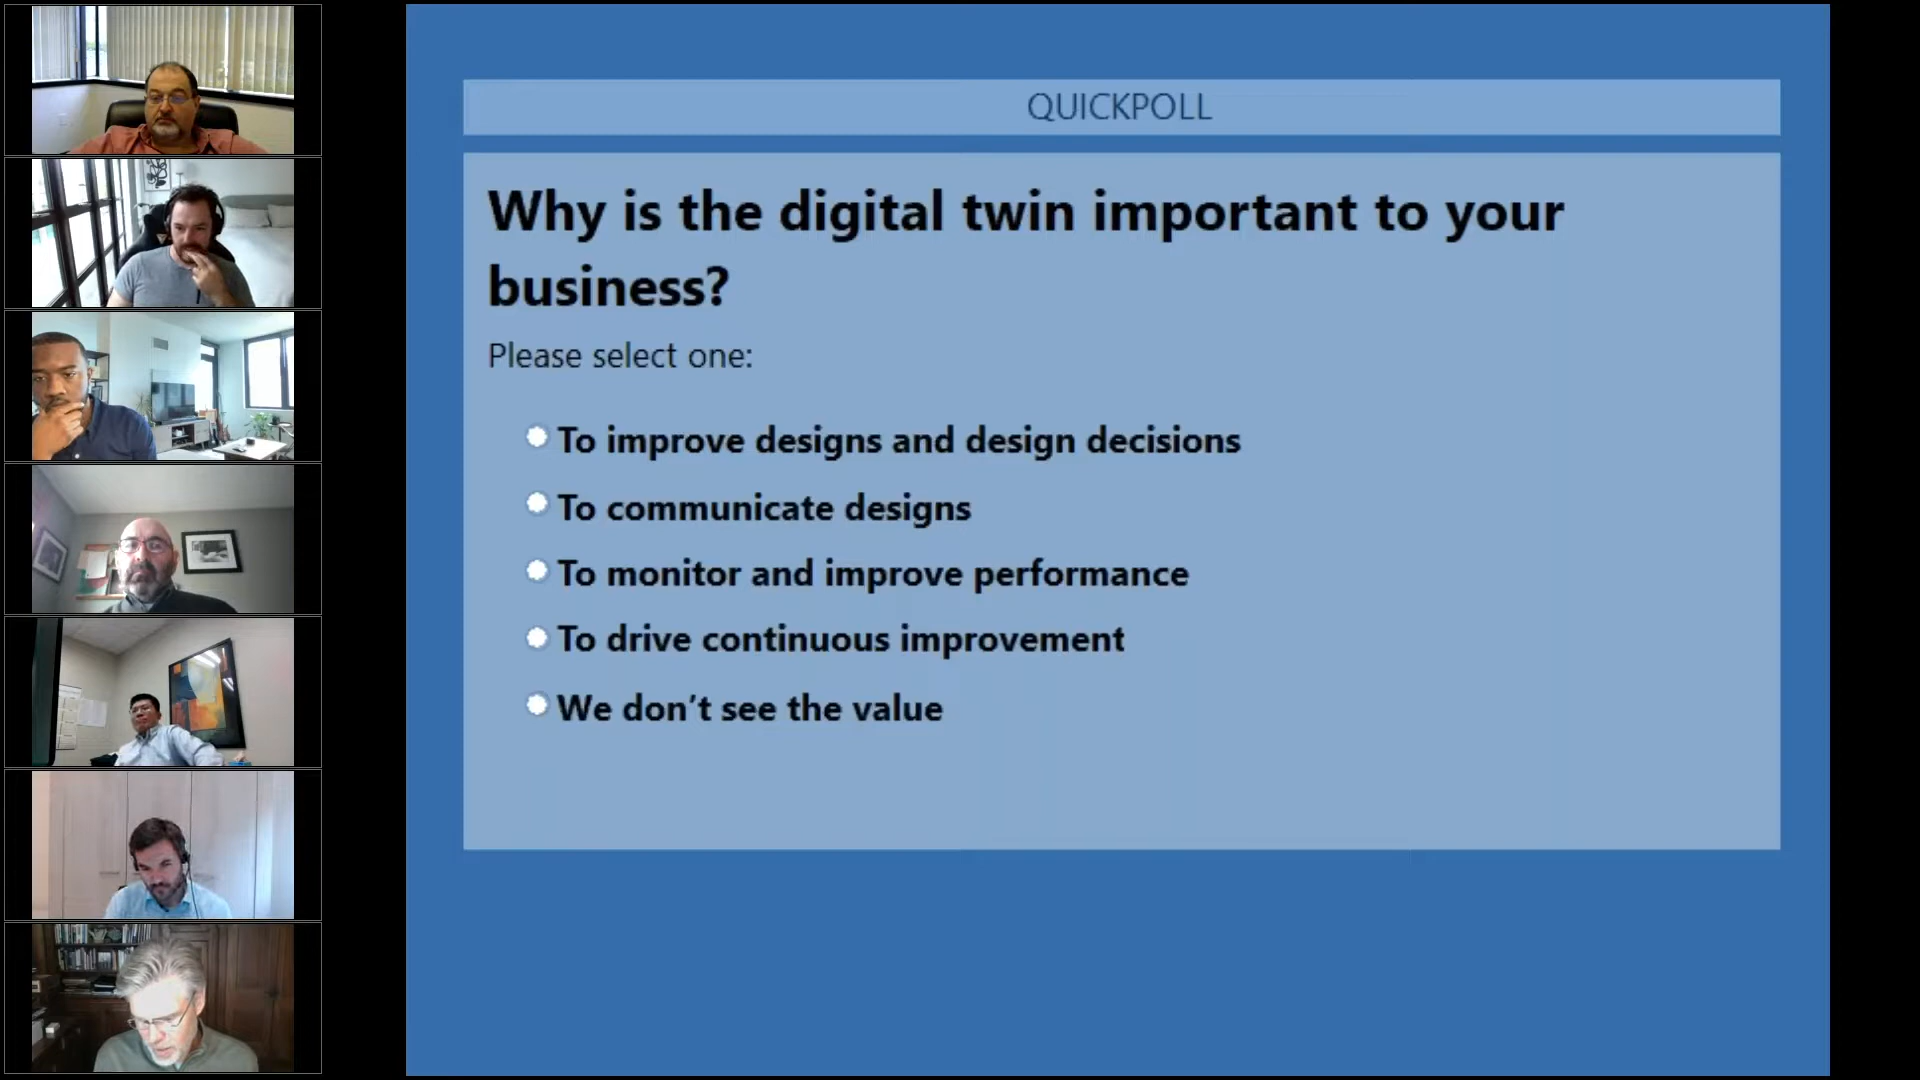 QUICKPOLL
Why is the digital twin important to your
business?
Please select one:
To improve designs and design decisions
To communicate designs
To monitor and improve performance
To drive continuous improvement
We don’t see the value